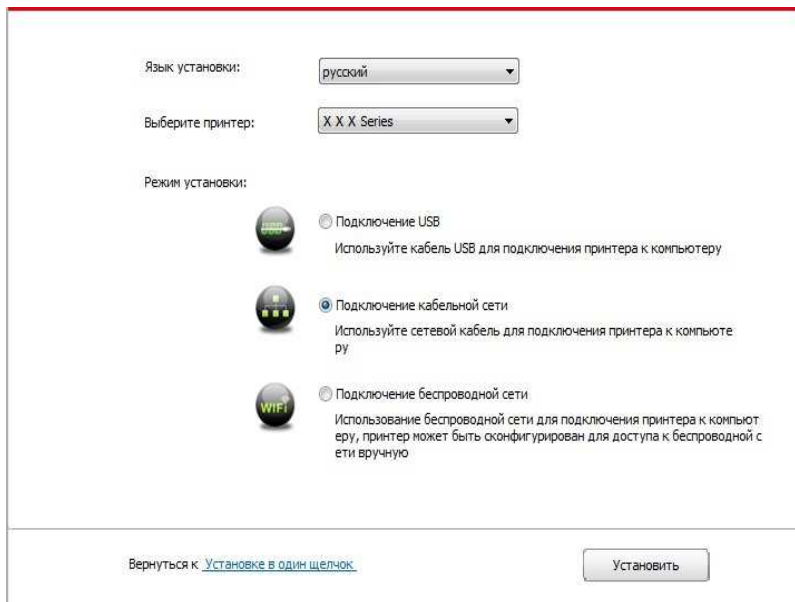 Язык установки:
русский
Выберите принтер:
X X X Series
Режим установки:
USB
Подключение USB
Используйте кабель USB для подключения принтера к компьютеру
Подключение кабельной сети
Используйте сетевой кабель для подключения принтера к компьюте
ру
WiFi
Подключение беспроводной сети
Использование беспроводной сети для подключения принтера к компьют
еру, принтер может быть сконфигурирован для доступа к беспроводной с
ети вручную
Вернуться к Установке в один щелчок
Установить